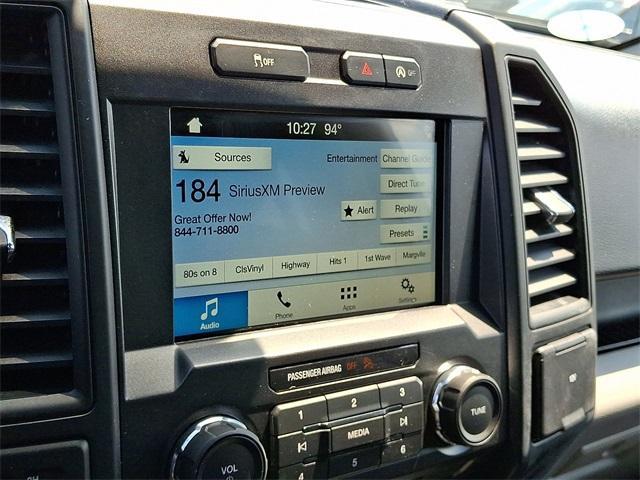 OFF
OFF
10:27 94°
Sources
Entertainment
Channel Guide
184 SiriusXM Preview
Direct Tune
Great Offer Now!
Alert
Replay
844-711-8800
Presets
80s on 8
ClsVinyl
Highway
Hits 1
1st Wave
Margvlle
Audio
Phone
Apps
Settings
PASSENGER AIRBAG OFF
1
2
3
MEDIA
4
5
6
VOL
TUNE